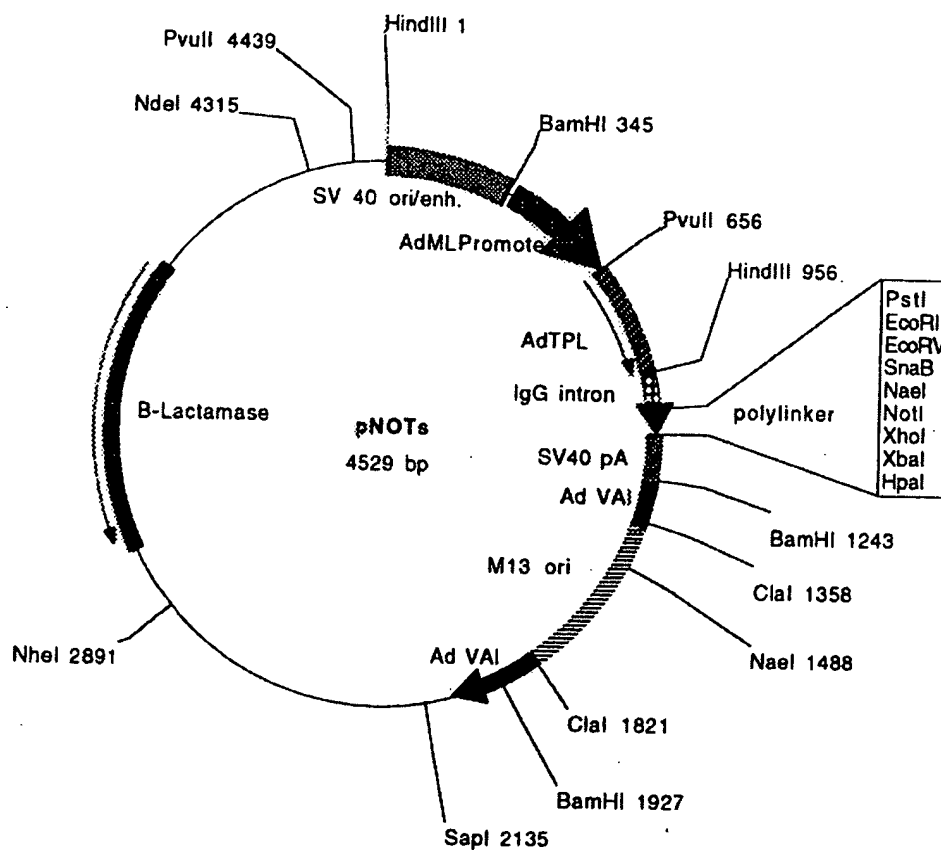 HindIII 1
PvuII 4439
NdeI 4315
BamHI 345
SV 40 ori/enh.
AdMLPromote
PvuII 656
HindIII 956
PstI
EcoRI
EcoRV
SnaB
NaeI
NotI
XhoI
XbaI
HpaI
AdTPL
IgG intron
polylinker
B-Lactamase
pNOTs
4529 bp
SV40 pA
Ad VAI
BamHI 1243
M13 ori
ClaI 1358
NheI 2891
NaeI 1488
Ad VAI
ClaI 1821
BamHI 1927
SapI 2135